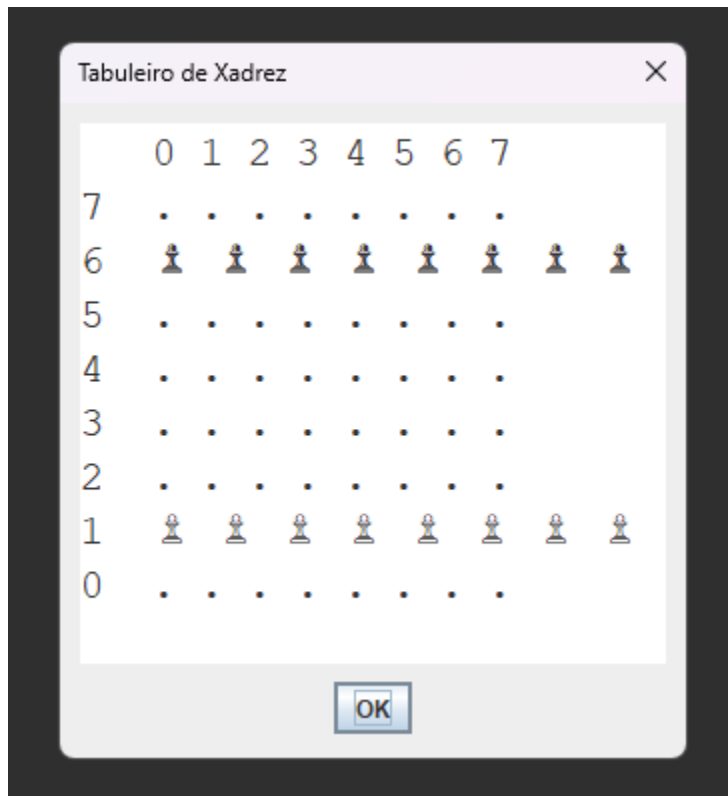 Tabuleiro de Xadrez
0 1 2 3 4 5 6 7
7 . . . . . . . .
6 ♟ ♟ ♟ ♟ ♟ ♟ ♟ ♟
5 . . . . . . . .
4 . . . . . . . .
3 . . . . . . . .
2 . . . . . . . .
1 ♙ ♙ ♙ ♙ ♙ ♙ ♙ ♙
0 . . . . . . . .
OK